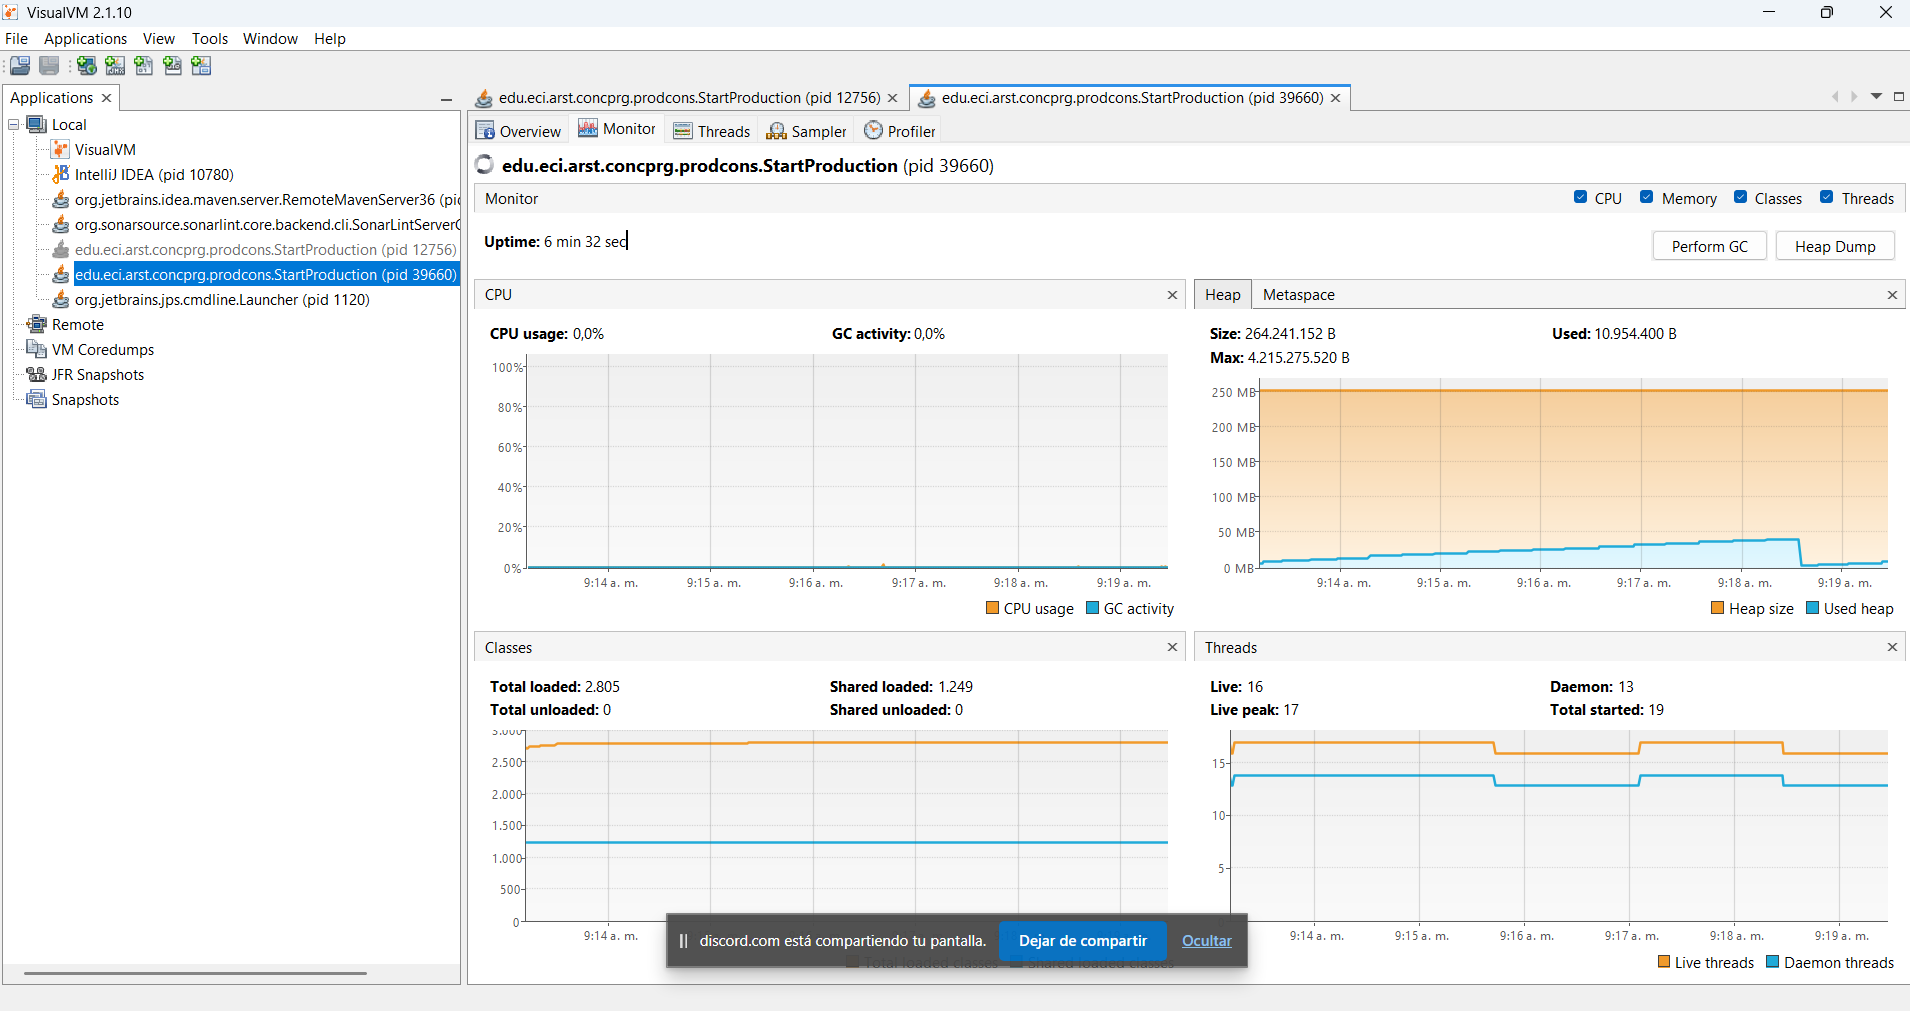 VisualVM 2.1.10
File Applications View Tools Window Help
Applications
Local
VisualVM
IntelliJ IDEA (pid 10780)
org.jetbrains.idea.maven.server.RemoteMavenServer36 (pi
org.sonarsource.sonarlint.core.backend.cli.SonarLintServer
edu.eci.arst.concprg.prodcons.StartProduction (pid 12756)
edu.eci.arst.concprg.prodcons.StartProduction (pid 39660)
org.jetbrains.jps.cmdline.Launcher (pid 1120)
Remote
VM Coredumps
JFR Snapshots
Snapshots
edu.eci.arst.concprg.prodcons.StartProduction (pid 12756)
edu.eci.arst.concprg.prodcons.StartProduction (pid 39660)
Overview Monitor Threads Sampler Profiler
edu.eci.arst.concprg.prodcons.StartProduction (pid 39660)
Monitor
CPU Memory Classes Threads
Uptime: 6 min 32 sec
Perform GC Heap Dump
CPU
CPU usage: 0,0% GC activity: 0,0%
100%
80%
60%
40%
20%
0%
9:14 a. m. 9:15 a. m. 9:16 a. m. 9:17 a. m. 9:18 a. m. 9:19 a. m.
CPU usage GC activity
Heap Metaspace
Size: 264.241.152 B Used: 10.954.400 B
Max: 4.215.275.520 B
250 MB
200 MB
150 MB
100 MB
50 MB
0 MB
9:14 a. m. 9:15 a. m. 9:16 a. m. 9:17 a. m. 9:18 a. m. 9:19 a. m.
Heap size Used heap
Classes
Total loaded: 2.805 Shared loaded: 1.249
Total unloaded: 0 Shared unloaded: 0
3.000
2.500
2.000
1.500
1.000
500
0
9:14 a. m.
Total loaded classes Shared loaded classes
Threads
Live: 16 Daemon: 13
Live peak: 17 Total started: 19
15
10
5
9:14 a. m. 9:15 a. m. 9:16 a. m. 9:17 a. m. 9:18 a. m. 9:19 a. m.
Live threads Daemon threads
discord.com está compartiendo tu pantalla. Dejar de compartir Ocultar